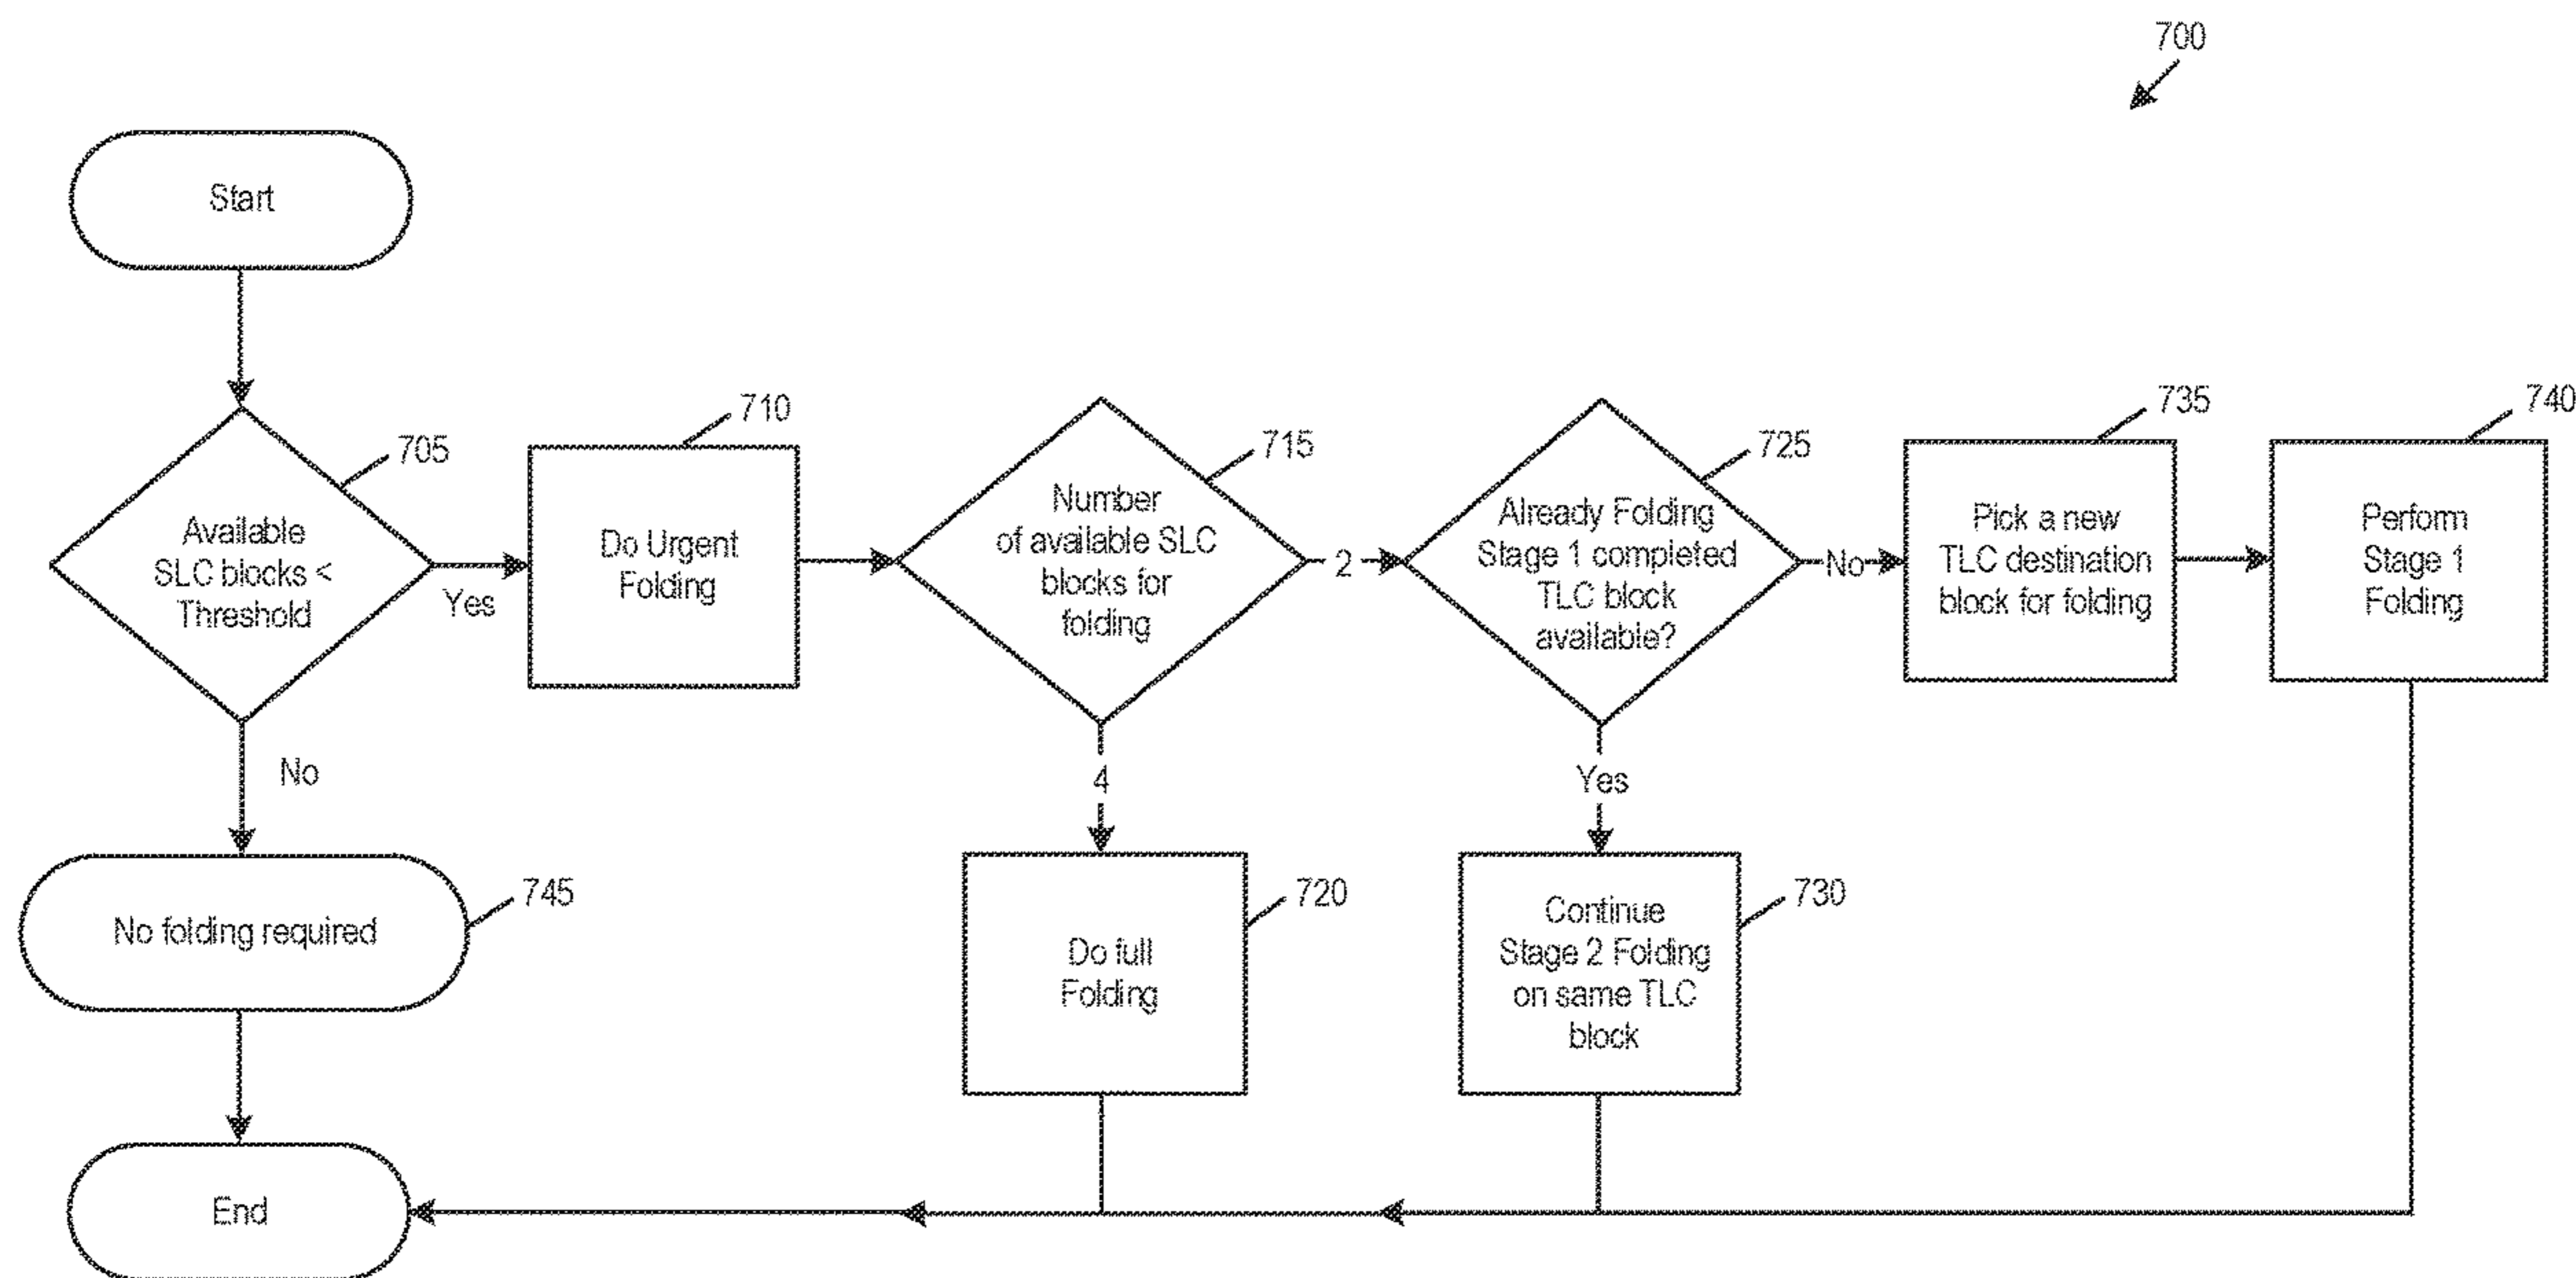 700
Start
705
Available
SLC blocks <
Threshold
Yes
No
710
Do Urgent
Folding
715
Number
of available SLC
blocks for
folding
2
4
725
Already Folding
Stage 1 completed
TLC block
available?
No
Yes
735
Pick a new
TLC destination
block for folding
740
Perform
Stage 1
Folding
745
No folding required
720
Do full
Folding
730
Continue
Stage 2 Folding
on same TLC
block
End